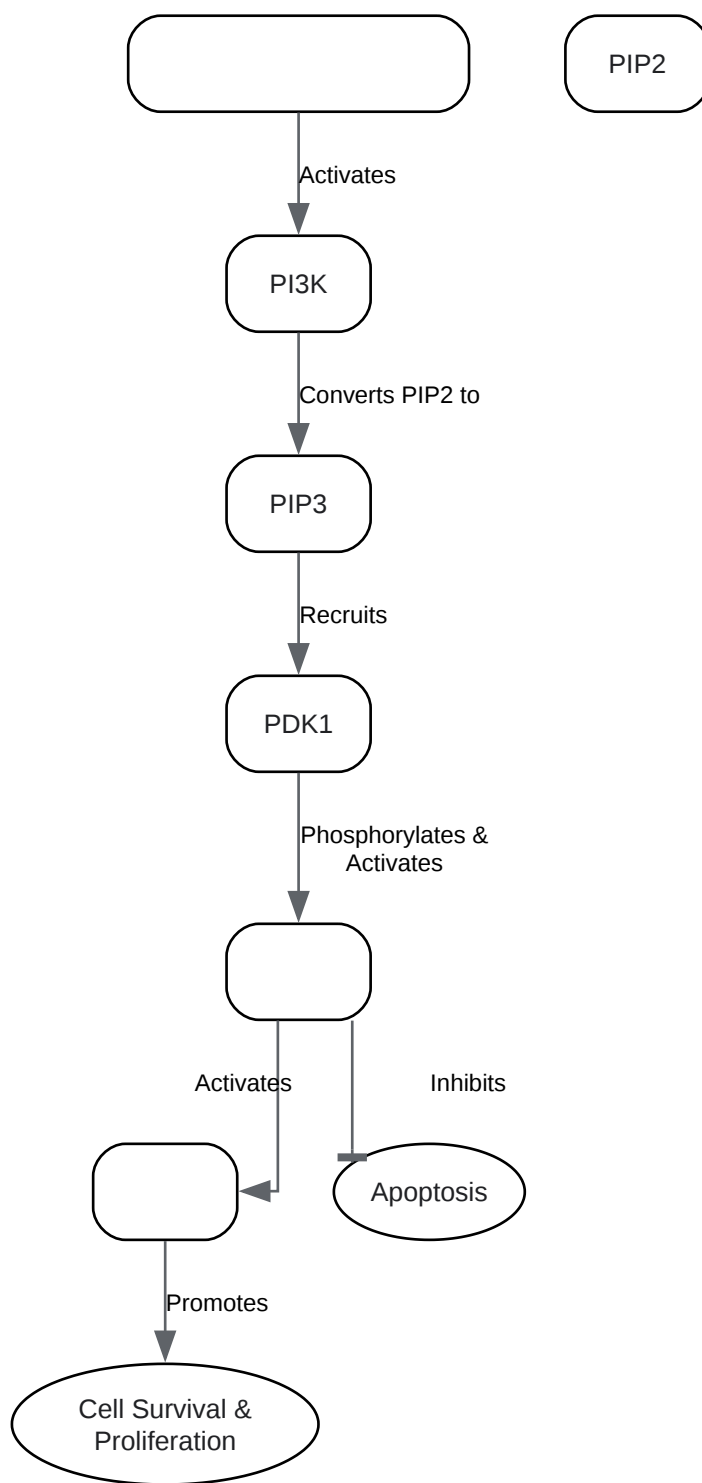 PIP2
Activates
PI3K
Converts PIP2 to
PIP3
Recruits
PDK1
Phosphorylates &
Activates
Activates
Inhibits
Apoptosis
Promotes
Cell Survival &
Proliferation